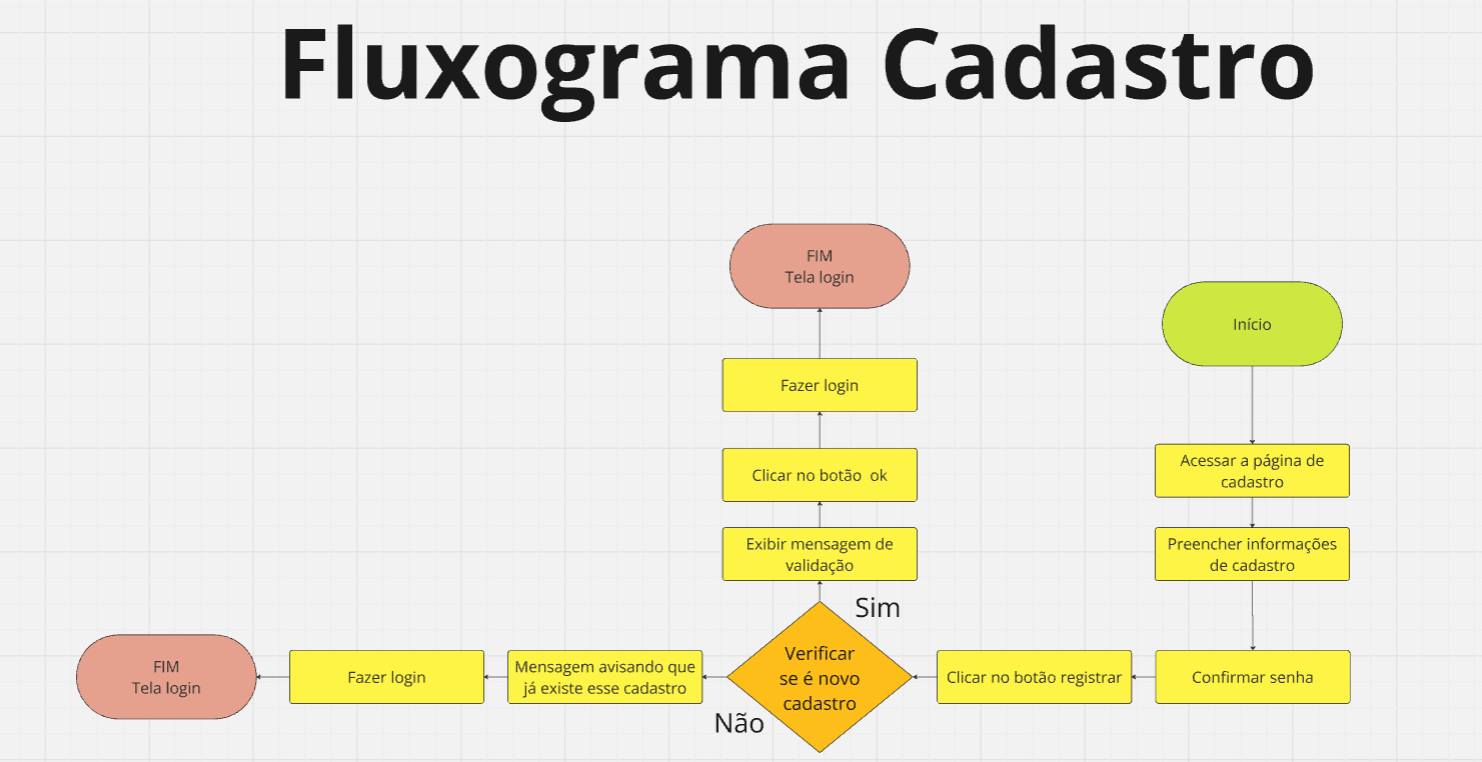 Fluxograma Cadastro
FIM
Tela login
Início
Fazer login
Acessar a página de
cadastro
Clicar no botão  ok
Exibir mensagem de
validação
Preencher informações
de cadastro
Sim
FIM
Tela login
Fazer login
Mensagem avisando que
já existe esse cadastro
Verificar
se é novo
cadastro
Clicar no botão registrar
Confirmar senha
Não